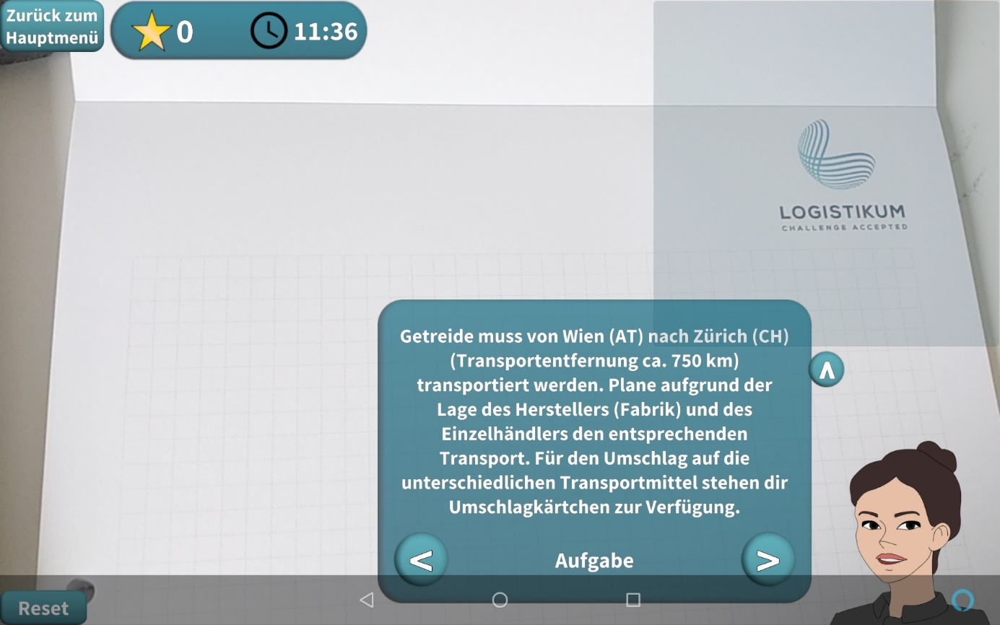 Zurück zum
Hauptmenü
0
11:36
LOGISTIKUM
CHALLENGE ACCEPTED
Getreide muss von Wien (AT) nach Zürich (CH)
(Transportentfernung ca. 750 km)
transportiert werden. Plane aufgrund der
Lage des Herstellers (Fabrik) und des
Einzelhändlers den entsprechenden
Transport. Für den Umschlag auf die
unterschiedlichen Transportmittel stehen dir
Umschlagkärtchen zur Verfügung.
< Aufgabe >
Reset